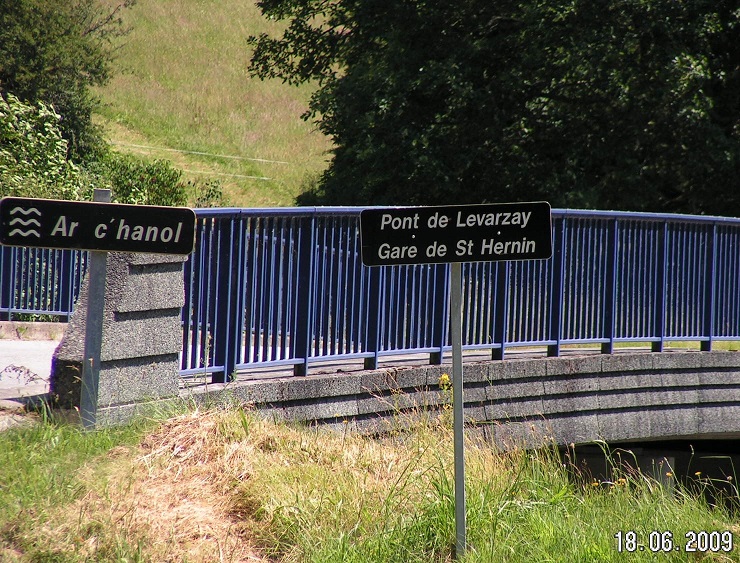 Ar c'hanol
Pont de Levarzay
Gare de St Hernin
18.06.2009